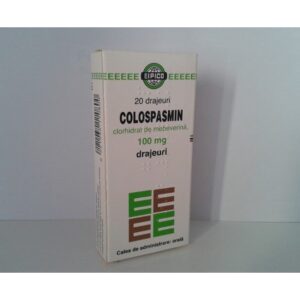 EIPICO
20 drajeuri
COLOSPASMIN
clorhidrat de mebeverină,
100 mg
drajeuri
Calea de administrare: orală